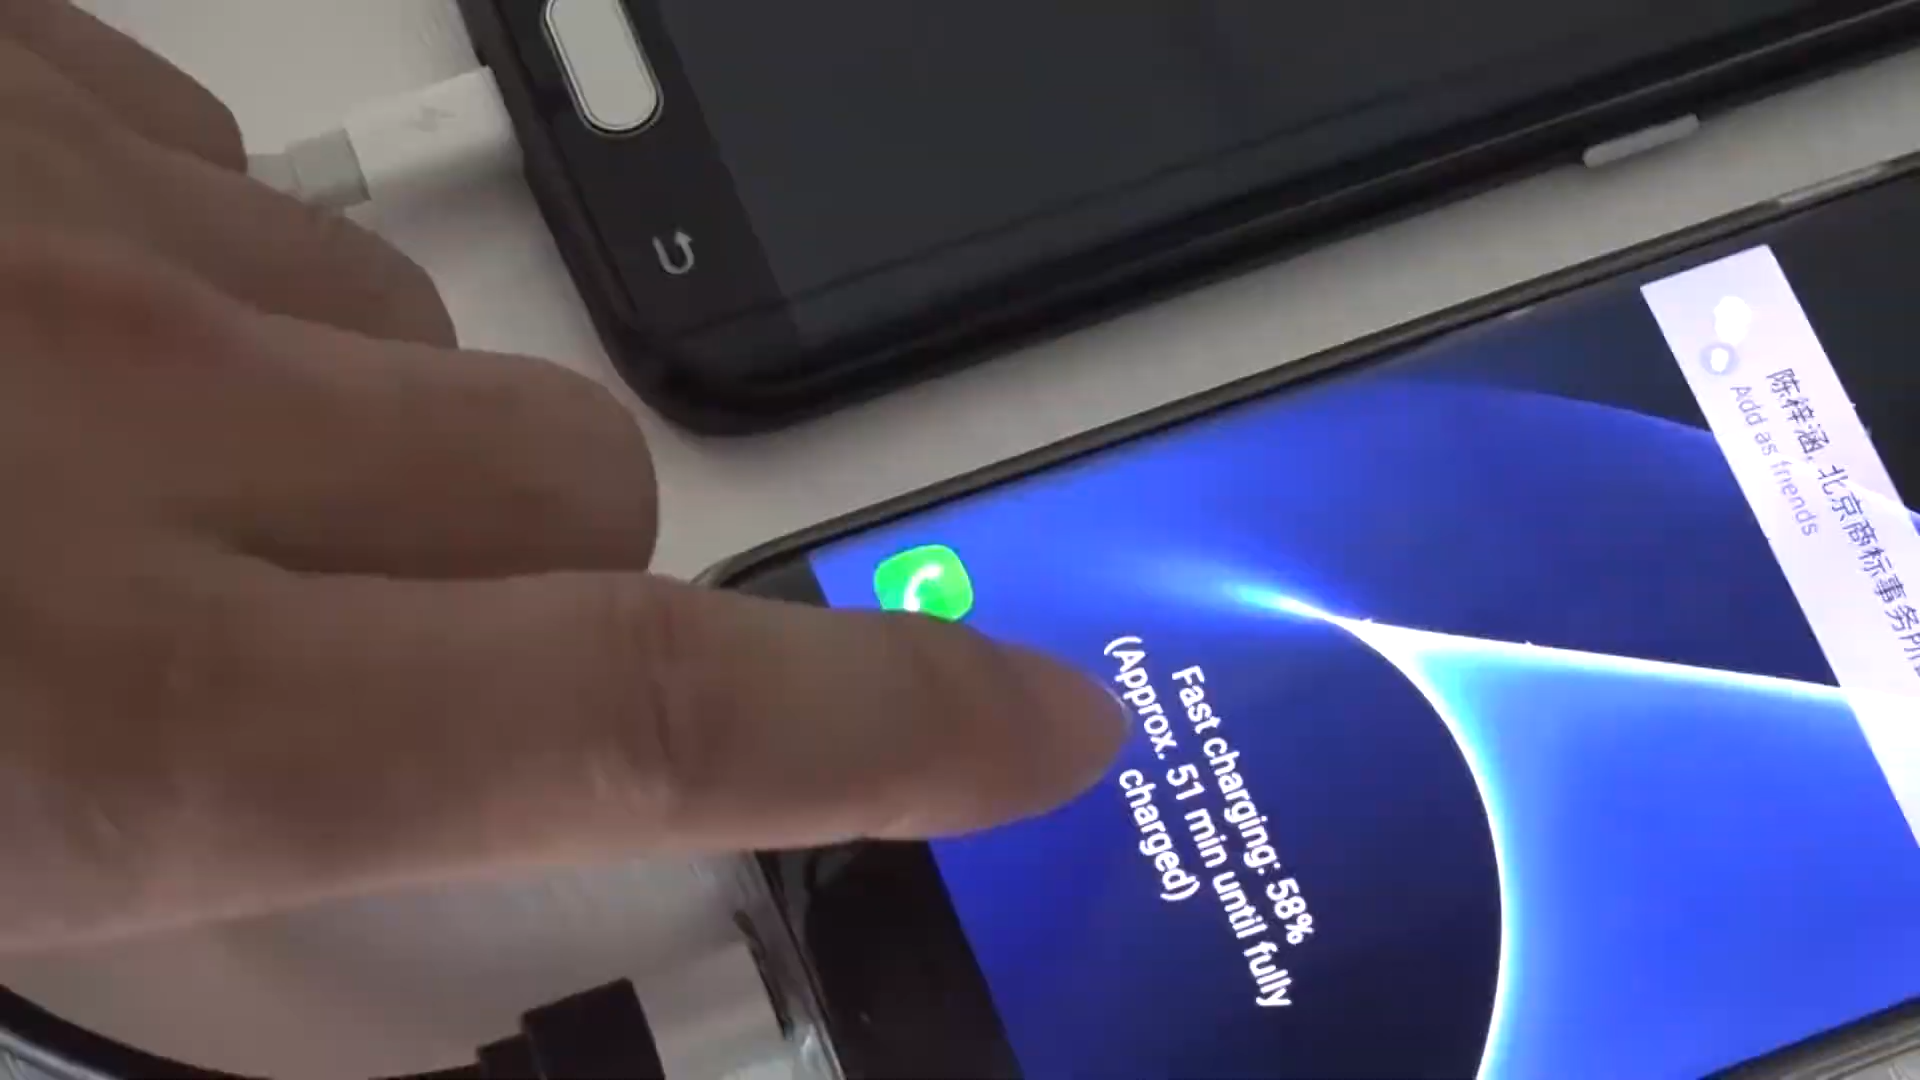 陈梓涵, 北京商标事务所
Add as friends
Fast charging: 58%
(Approx. 51 min until fully
charged)